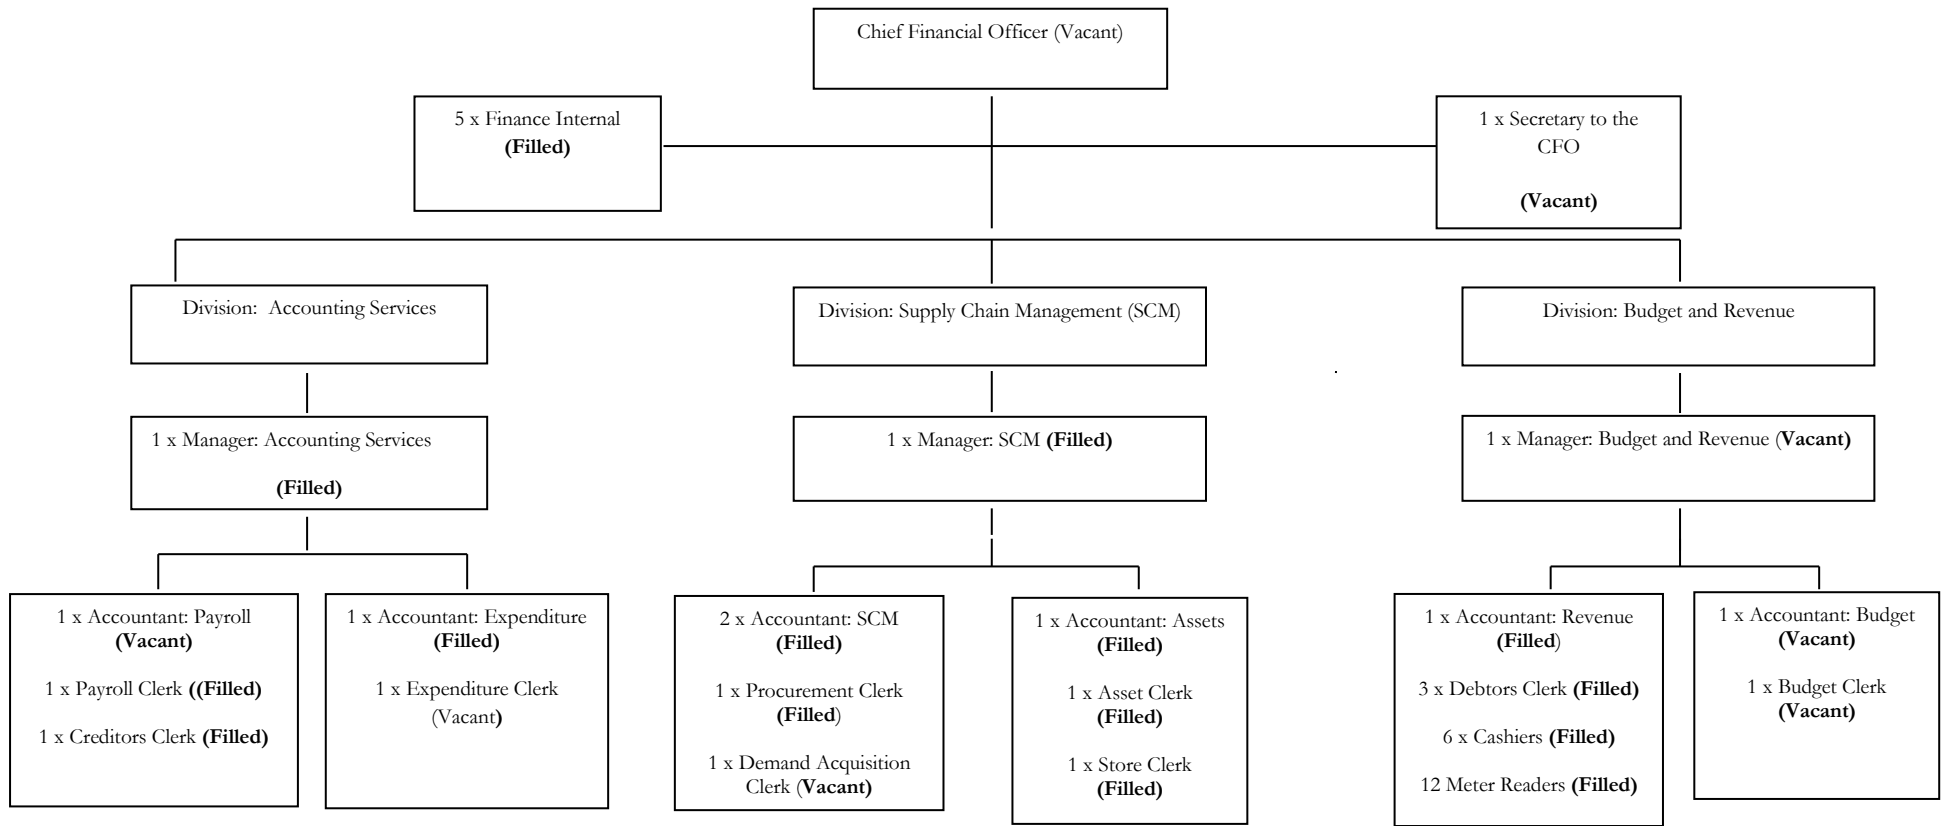 Chief Financial Officer (Vacant)
5 x Finance Internal
(Filled)
1 x Secretary to the
CFO
(Vacant)
Division:  Accounting Services
Division: Supply Chain Management (SCM)
Division: Budget and Revenue
1 x Manager: Accounting Services
(Filled)
1 x Manager: SCM (Filled)
1 x Manager: Budget and Revenue (Vacant)
1 x Accountant: Payroll
(Vacant)
1 x Payroll Clerk ((Filled)
1 x Creditors Clerk (Filled)
1 x Accountant: Expenditure
(Filled)
1 x Expenditure Clerk
(Vacant)
2 x Accountant: SCM
(Filled)
1 x Procurement Clerk
(Filled)
1 x Demand Acquisition
Clerk (Vacant)
1 x Accountant: Assets
(Filled)
1 x Asset Clerk
(Filled)
1 x Store Clerk
(Filled)
1 x Accountant: Revenue
(Filled)
3 x Debtors Clerk (Filled)
6 x Cashiers (Filled)
12 Meter Readers (Filled)
1 x Accountant: Budget
(Vacant)
1 x Budget Clerk
(Vacant)